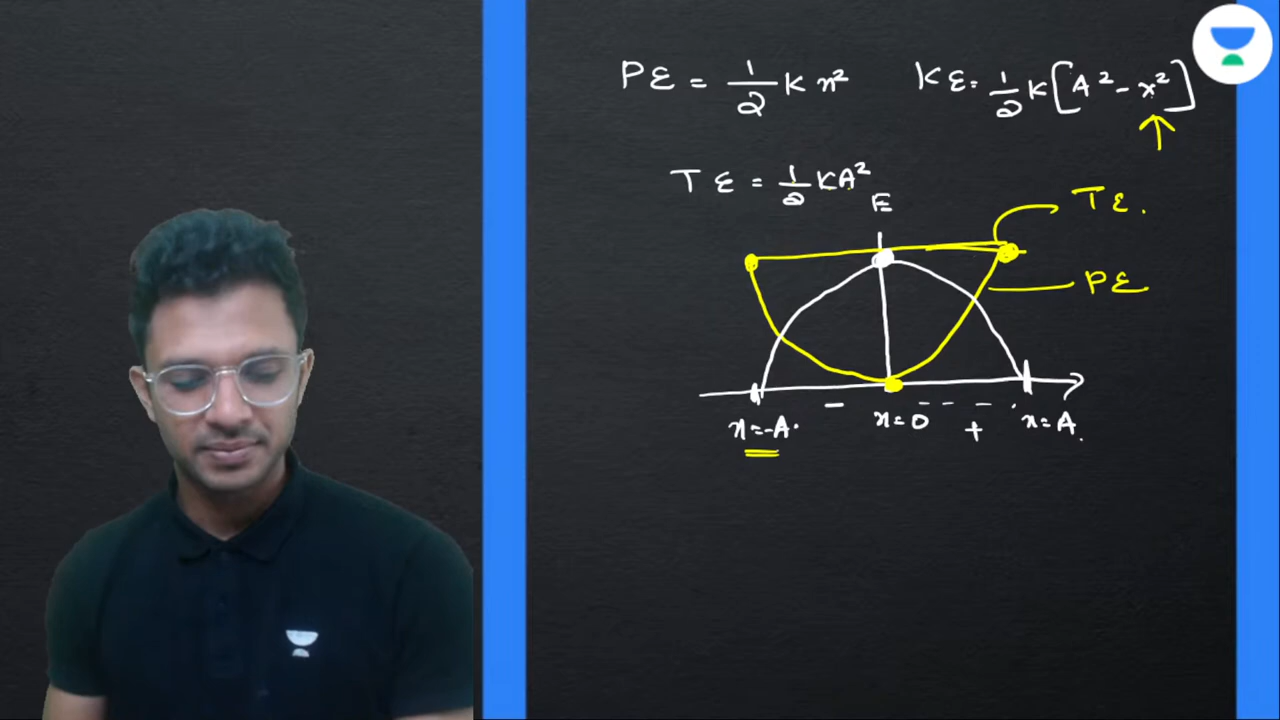 PE = 1/2 K x² KE = 1/2 K[A² - x²]
TE = 1/2 KA²
E
TE.
PE
- - - - .
x=-A. x=0 + x=A.